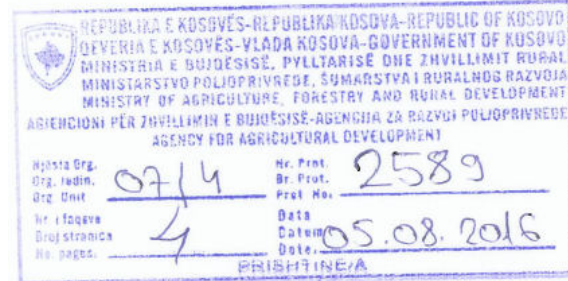 REPUBLIKA E KOSOVËS-REPUBLIKA KOSOVA-REPUBLIC OF KOSOVO
QEVERIA E KOSOVËS-VLADA KOSOVA-GOVERNMENT OF KOSOVO
MINISTRIA E BUJQËSISË, PYLLTARISË DHE ZHVILLIMIT RURAL
MINISTARSTVO POLJOPRIVREDE, ŠUMARSTVA I RURALNOG RAZVOJA
MINISTRY OF AGRICULTURE, FORESTRY AND RURAL DEVELOPMENT
AGJENCIONI PËR ZHVILLIMIN E BUJQËSISË-AGENCIJA ZA RAZVOJ POLJOPRIVREDE
AGENCY FOR AGRICULTURAL DEVELOPMENT
Njësia Org. Nr. Prot.
Org. Jedin. 07/4 Br. Prot. 2589
Org. Unit Prot No.
Nr. i faqeve Data
Broj stranica 4 Datum 05.08.2016
No. pages. Date.
PRISHTINE/A